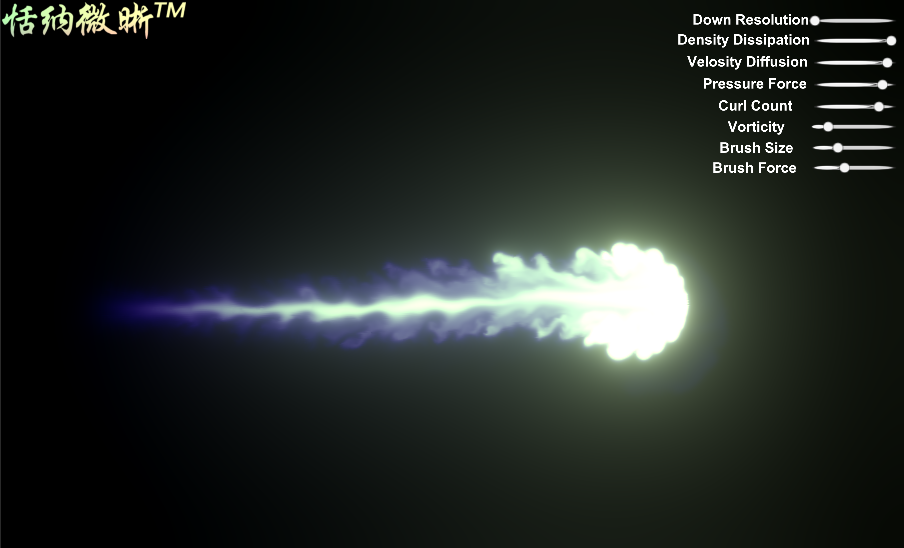 恬纳微晰™
Down Resolution
Density Dissipation
Velosity Diffusion
Pressure Force
Curl Count
Vorticity
Brush Size
Brush Force